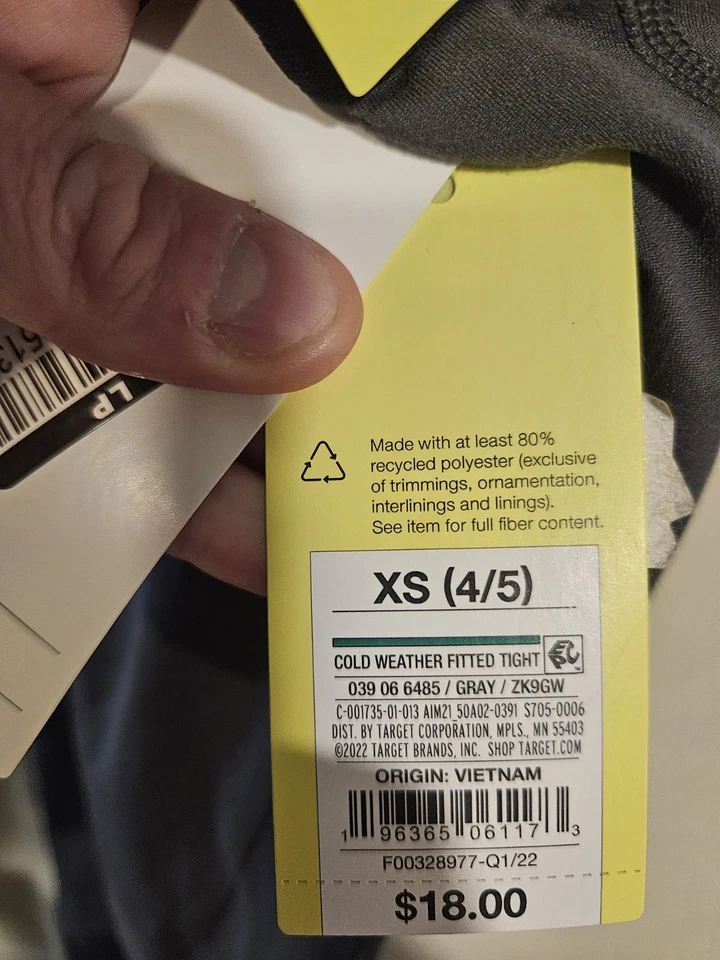 LP
Made with at least 80%
recycled polyester (exclusive
of trimmings, ornamentation,
interlinings and linings).
See item for full fiber content.
XS (4/5)
COLD WEATHER FITTED TIGHT EPC
039 06 6485 / GRAY / ZK9GW
C-001735-01-013 AIM21 50A02-0391 S705-0006
DIST. BY TARGET CORPORATION, MPLS., MN 55403
©2022 TARGET BRANDS, INC. SHOP TARGET.COM
ORIGIN: VIETNAM
1 96365 06117 3
F00328977-Q1/22
$18.00